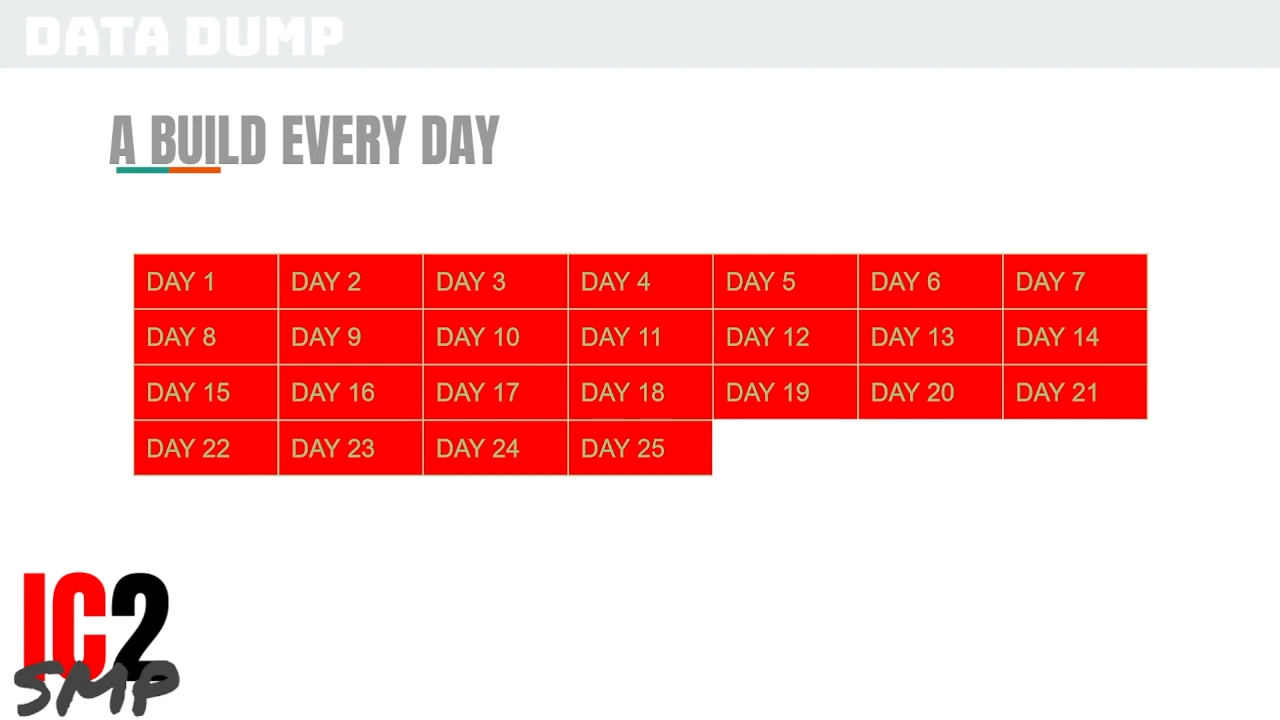 DATA DUMP
A BUILD EVERY DAY
DAY 1 DAY 2 DAY 3 DAY 4 DAY 5 DAY 6 DAY 7
DAY 8 DAY 9 DAY 10 DAY 11 DAY 12 DAY 13 DAY 14
DAY 15 DAY 16 DAY 17 DAY 18 DAY 19 DAY 20 DAY 21
DAY 22 DAY 23 DAY 24 DAY 25
IC2
SMP